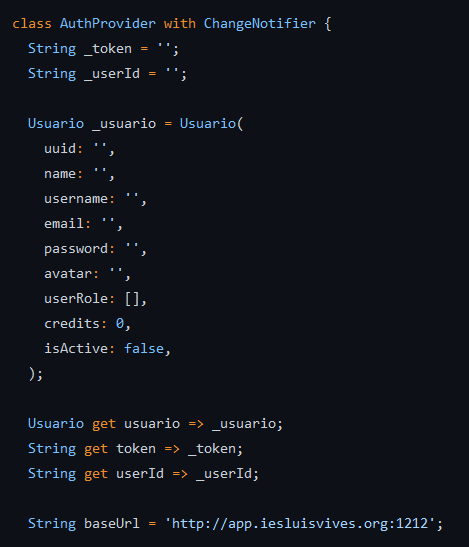 class AuthProvider with ChangeNotifier {
String _token = '';
String _userId = '';
Usuario _usuario = Usuario(
uuid: '',
name: '',
username: '',
email: '',
password: '',
avatar: '',
userRole: [],
credits: 0,
isActive: false,
);
Usuario get usuario => _usuario;
String get token => _token;
String get userId => _userId;
String baseUrl = 'http://app.iesluisvives.org:1212';